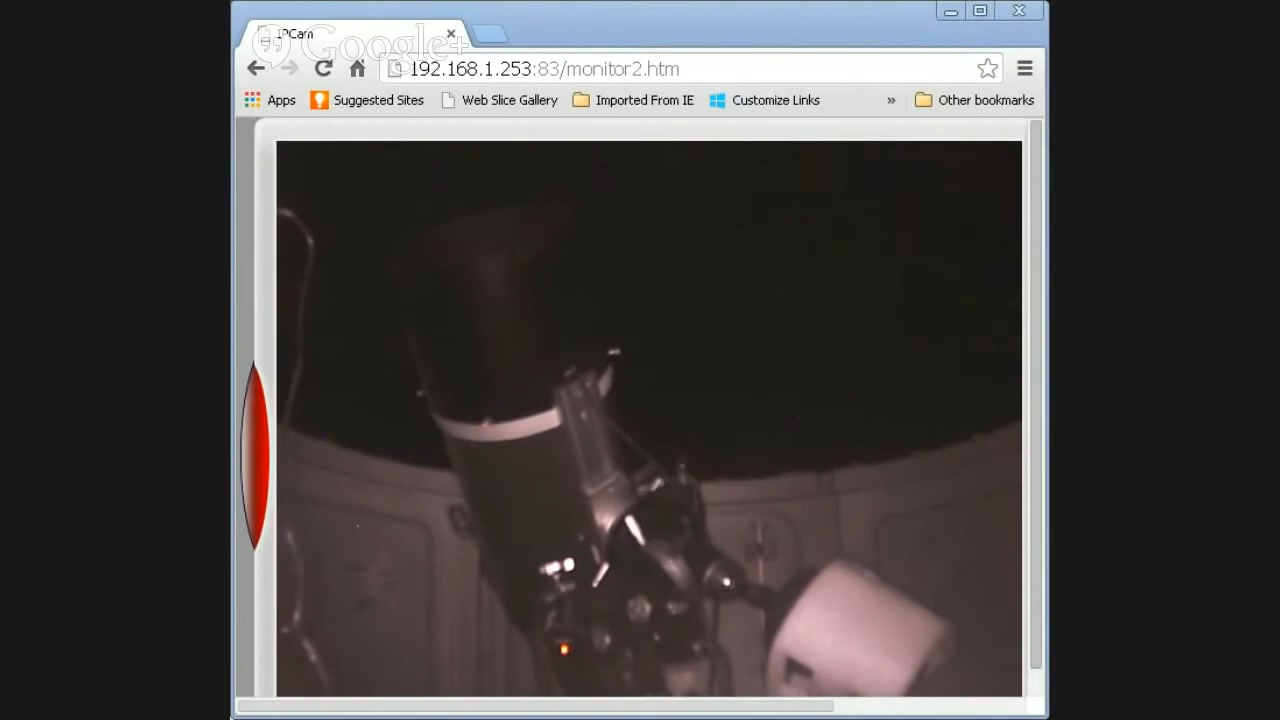 IPCam
Google+
192.168.1.253:83/monitor2.htm
Apps Suggested Sites Web Slice Gallery Imported From IE Customize Links » Other bookmarks